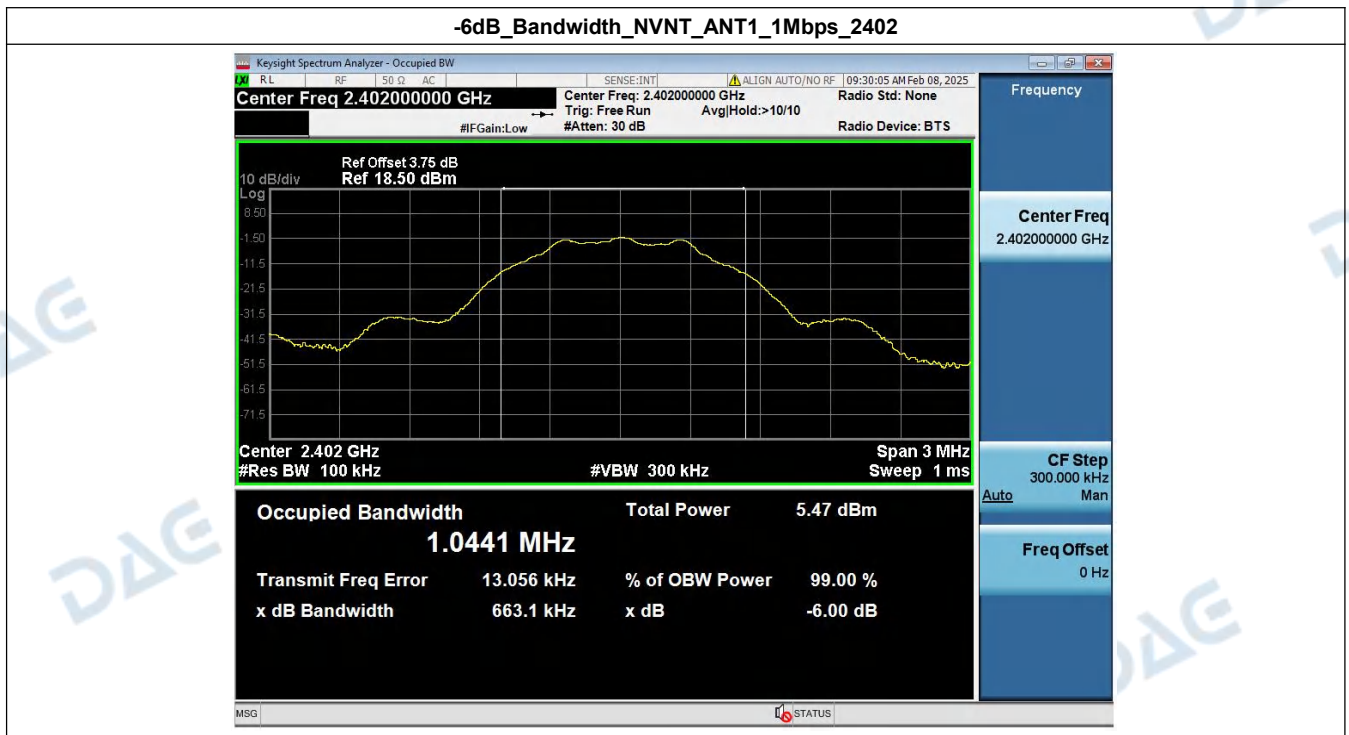 -6dB_Bandwidth_NVNT_ANT1_1Mbps_2402
Keysight Spectrum Analyzer - Occupied BW
LXI RL RF 50 Ω AC SENSE:INT ALIGN AUTO/NO RF 09:30:05 AM Feb 08, 2025
Center Freq 2.402000000 GHz
Center Freq: 2.402000000 GHz Radio Std: None
Trig: Free Run Avg|Hold:>10/10
#IFGain:Low #Atten: 30 dB Radio Device: BTS
Ref Offset 3.75 dB
10 dB/div Ref 18.50 dBm
Log
8.50
-1.50
-11.5
-21.5
-31.5
-41.5
-51.5
-61.5
-71.5
Center 2.402 GHz Span 3 MHz
#Res BW 100 kHz #VBW 300 kHz Sweep 1 ms
Occupied Bandwidth Total Power 5.47 dBm
1.0441 MHz
Transmit Freq Error 13.056 kHz % of OBW Power 99.00 %
x dB Bandwidth 663.1 kHz x dB -6.00 dB
MSG STATUS
Frequency
Center Freq
2.402000000 GHz
CF Step
300.000 kHz
Auto Man
Freq Offset
0 Hz
DAE
DAE